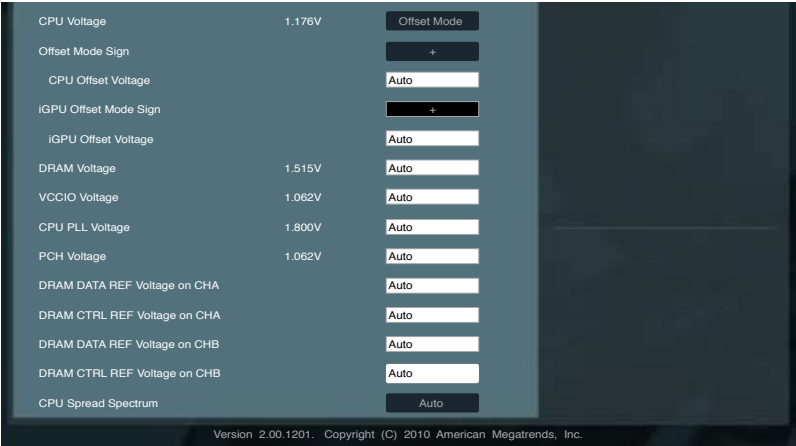 CPU Voltage 1.176V Offset Mode
Offset Mode Sign +
CPU Offset Voltage Auto
iGPU Offset Mode Sign +
iGPU Offset Voltage Auto
DRAM Voltage 1.515V Auto
VCCIO Voltage 1.062V Auto
CPU PLL Voltage 1.800V Auto
PCH Voltage 1.062V Auto
DRAM DATA REF Voltage on CHA Auto
DRAM CTRL REF Voltage on CHA Auto
DRAM DATA REF Voltage on CHB Auto
DRAM CTRL REF Voltage on CHB Auto
CPU Spread Spectrum Auto
Version 2.00.1201. Copyright (C) 2010 American Megatrends, Inc.